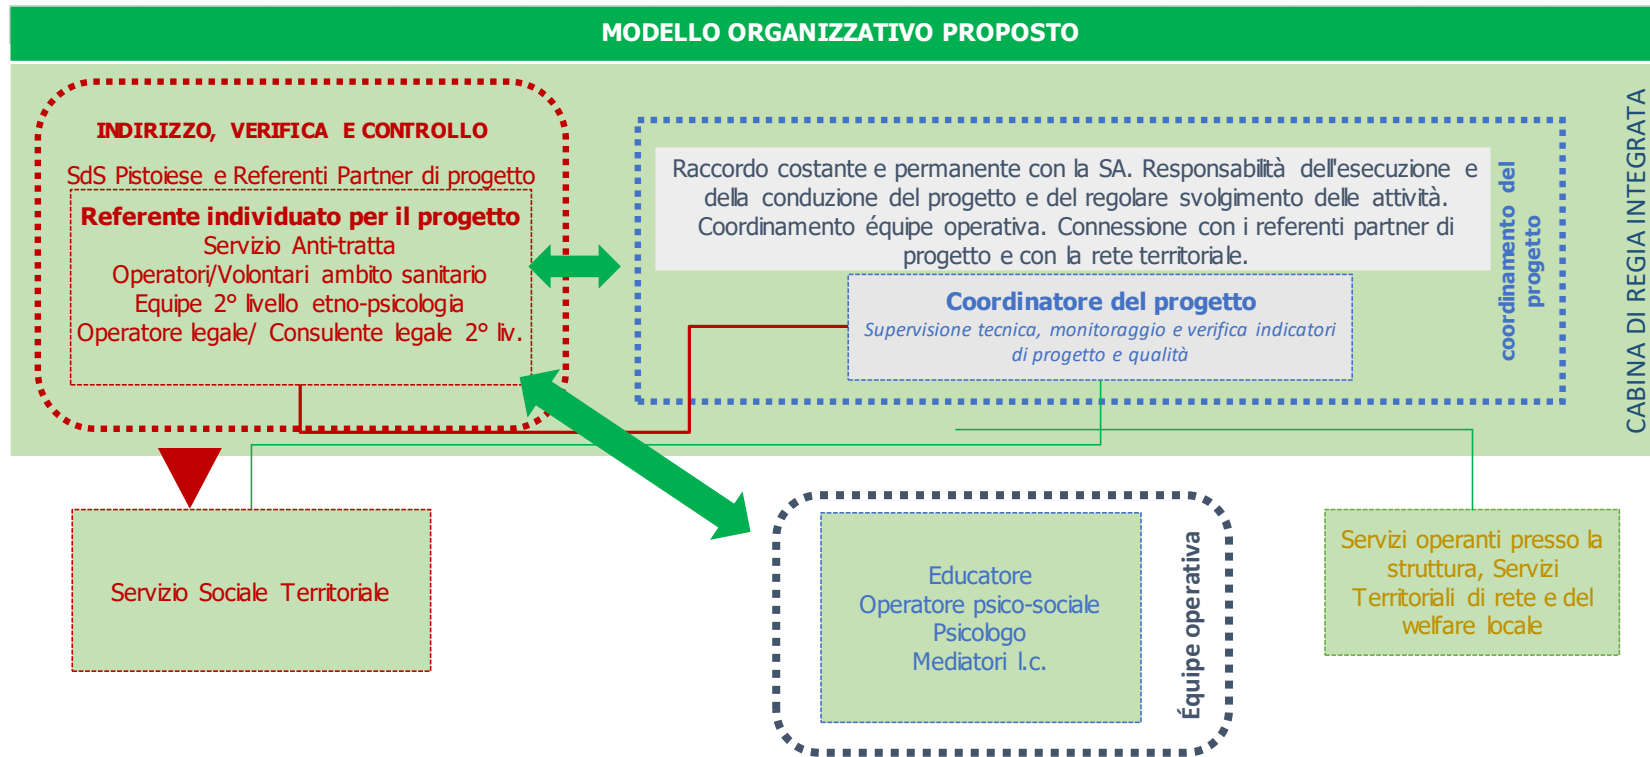 MODELLO ORGANIZZATIVO PROPOSTO
INDIRIZZO, VERIFICA E CONTROLLO
SdS Pistoiese e Referenti Partner di progetto
Referente individuato per il progetto
Servizio Anti-tratta
Operatori/Volontari ambito sanitario
Equipe 2° livello etno-psicologia
Operatore legale/ Consulente legale 2° liv.
Raccordo costante e permanente con la SA. Responsabilità dell'esecuzione e
della conduzione del progetto e del regolare svolgimento delle attività.
Coordinamento équipe operativa. Connessione con i referenti partner di
progetto e con la rete territoriale.
Coordinatore del progetto
Supervisione tecnica, monitoraggio e verifica indicatori
di progetto e qualità
coordinamento del
progetto
CABINA DI REGIA INTEGRATA
Servizio Sociale Territoriale
Educatore
Operatore psico-sociale
Psicologo
Mediatori l.c.
Équipe operativa
Servizi operanti presso la
struttura, Servizi
Territoriali di rete e del
welfare locale